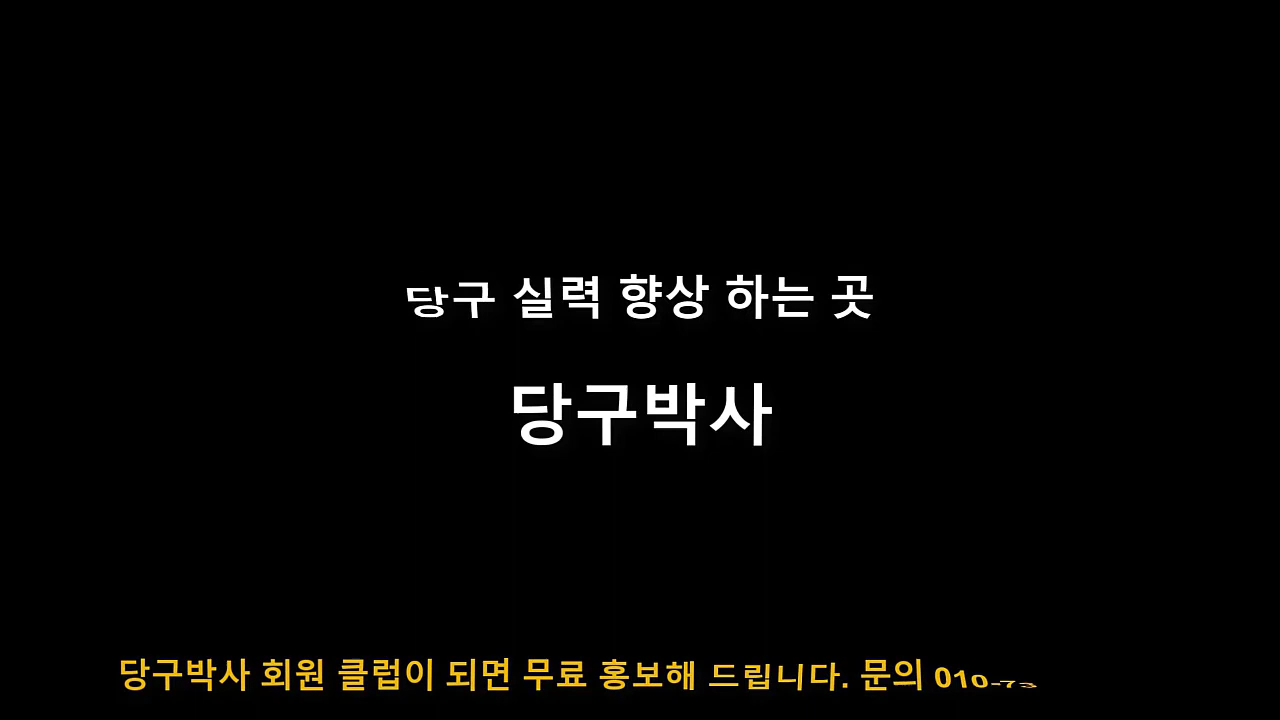 당구 실력 향상 하는 곳
당구박사
당구박사 회원 클럽이 되면 무료 홍보해 드립니다. 문의 010-